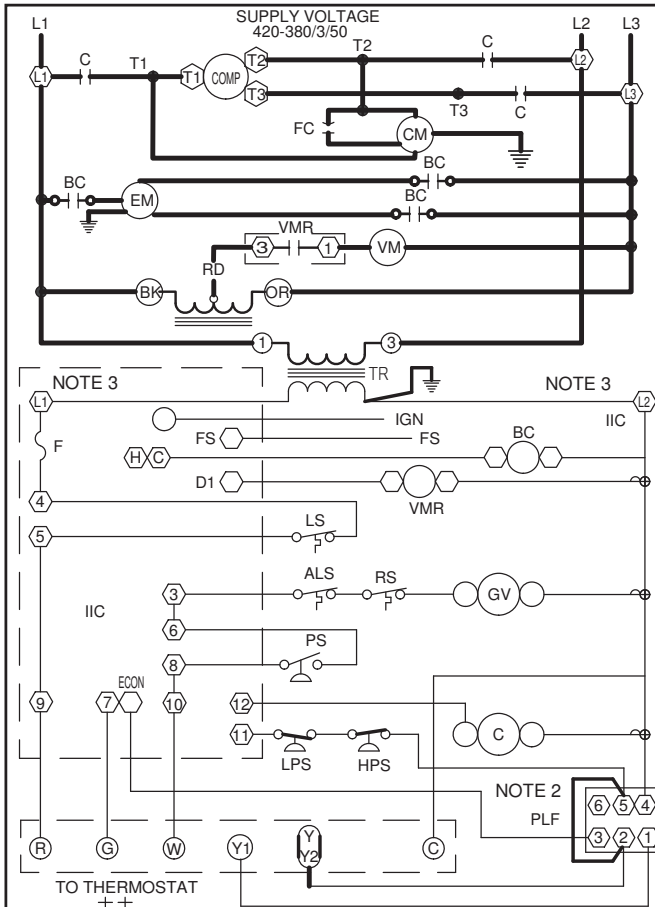 SUPPLY VOLTAGE
420-380/3/50
L1 L2 L3
C T1 T2 C
L1 T1 COMP T2 L2
T3 T3 C L3
FC CM
BC EM BC
BC
VMR
3 1 VM
RD
BK OR
1 3
TR
NOTE 3 NOTE 3
L1 L2
IGN IIC
F FS FS BC
H C
D1 VMR
4
5 LS
ALS RS
IIC 3 GV
6 PS
8
ECON
9 7 10 12
11 C
LPS HPS
NOTE 2
PLF
6 5 4
3 2 1
R G W Y1 Y C
Y2
TO THERMOSTAT
++